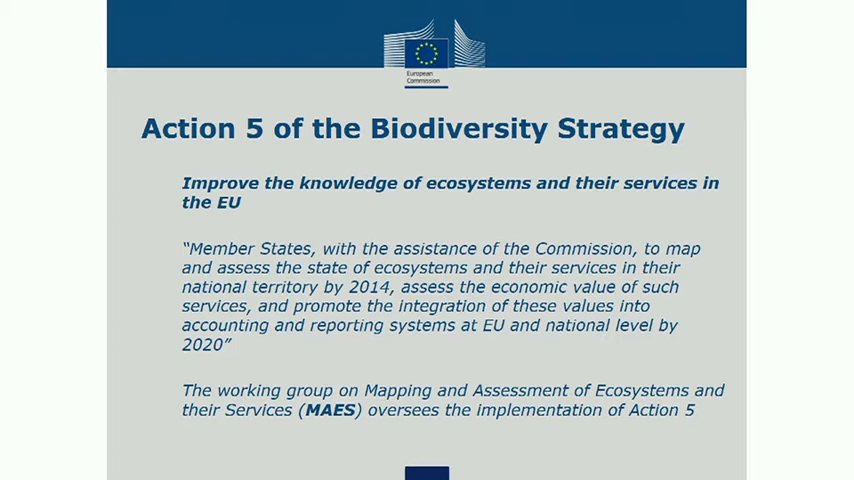 European
Commission
Action 5 of the Biodiversity Strategy
Improve the knowledge of ecosystems and their services in
the EU
“Member States, with the assistance of the Commission, to map
and assess the state of ecosystems and their services in their
national territory by 2014, assess the economic value of such
services, and promote the integration of these values into
accounting and reporting systems at EU and national level by
2020”
The working group on Mapping and Assessment of Ecosystems and
their Services (MAES) oversees the implementation of Action 5